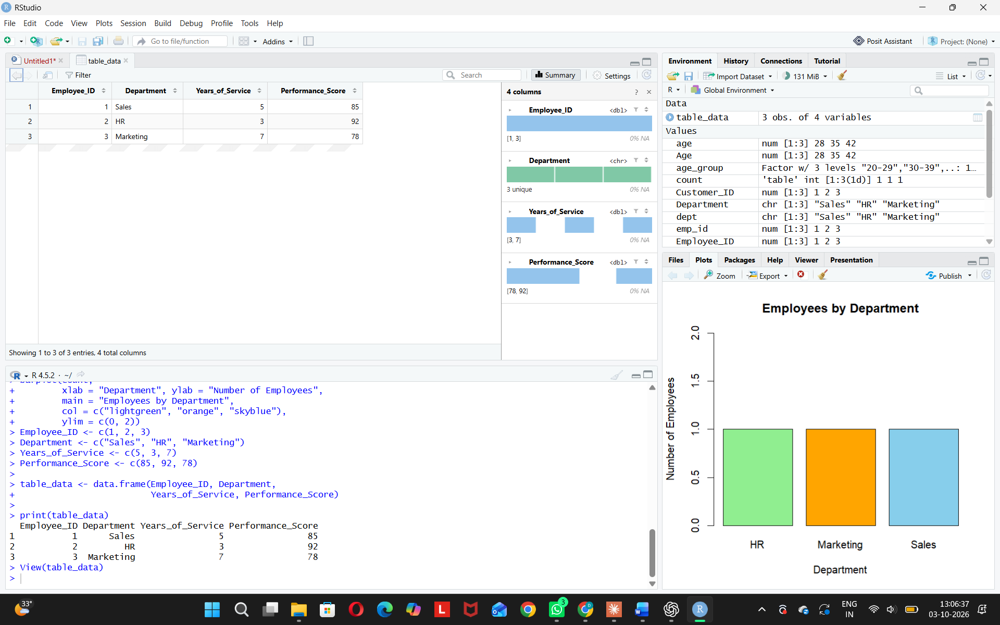 RStudio
File Edit Code View Plots Session Build Debug Profile Tools Help
Go to file/function Addins Posit Assistant Project: (None)
Untitled1* table_data
Filter Search Summary Settings
Employee_ID Department Years_of_Service Performance_Score
1 1 Sales 5 85
2 2 HR 3 92
3 3 Marketing 7 78
Showing 1 to 3 of 3 entries, 4 total columns
4 columns ?
Employee_ID <dbl>
[1, 3] 0% NA
Department <chr>
3 unique 0% NA
Years_of_Service <dbl>
[3, 7] 0% NA
Performance_Score <dbl>
[78, 92] 0% NA
R 4.5.2 · ~/
> barplot(count,
+ xlab = "Department", ylab = "Number of Employees",
+ main = "Employees by Department",
+ col = c("lightgreen", "orange", "skyblue"),
+ ylim = c(0, 2))
> Employee_ID <- c(1, 2, 3)
> Department <- c("Sales", "HR", "Marketing")
> Years_of_Service <- c(5, 3, 7)
> Performance_Score <- c(85, 92, 78)
>
> table_data <- data.frame(Employee_ID, Department,
+ Years_of_Service, Performance_Score)
>
> print(table_data)
Employee_ID Department Years_of_Service Performance_Score
1 1 Sales 5 85
2 2 HR 3 92
3 3 Marketing 7 78
> View(table_data)
>
Environment History Connections Tutorial
Import Dataset 131 MiB List
R Global Environment
Data
table_data 3 obs. of 4 variables
Values
age num [1:3] 28 35 42
Age num [1:3] 28 35 42
age_group Factor w/ 3 levels "20-29","30-39",..: 1…
count 'table' int [1:3(1d)] 1 1 1
Customer_ID num [1:3] 1 2 3
Department chr [1:3] "Sales" "HR" "Marketing"
dept chr [1:3] "Sales" "HR" "Marketing"
emp_id num [1:3] 1 2 3
Employee_ID num [1:3] 1 2 3
Files Plots Packages Help Viewer Presentation
Zoom Export Publish
Employees by Department
Number of Employees
2.0
1.5
1.0
0.5
0.0
HR Marketing Sales
Department
33°
L
3
D
W
R
ENG
IN
13:06:37
03-10-2026